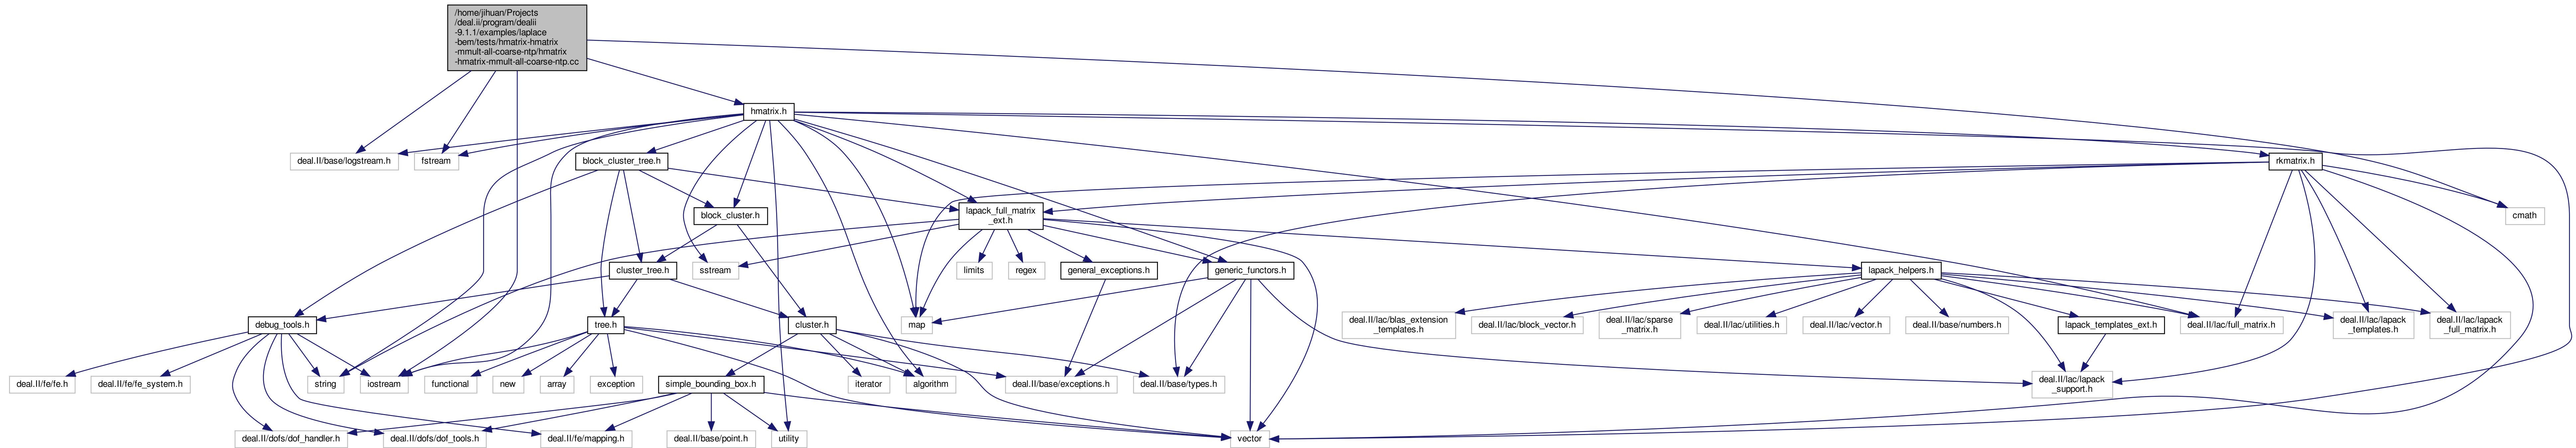 /home/jihuan/Projects
/deal.ii/program/dealii
-9.1.1/examples/laplace
-bem/tests/hmatrix-hmatrix
-mmult-all-coarse-ntp/hmatrix
-hmatrix-mmult-all-coarse-ntp.cc
hmatrix.h
deal.II/base/logstream.h
fstream
block_cluster_tree.h
rkmatrix.h
block_cluster.h
lapack_full_matrix
_ext.h
cmath
cluster_tree.h
sstream
limits
regex
general_exceptions.h
generic_functors.h
lapack_helpers.h
debug_tools.h
tree.h
cluster.h
map
deal.II/lac/blas_extension
_templates.h
deal.II/lac/block_vector.h
deal.II/lac/sparse
_matrix.h
deal.II/lac/utilities.h
deal.II/lac/vector.h
deal.II/base/numbers.h
lapack_templates_ext.h
deal.II/lac/full_matrix.h
deal.II/lac/lapack
_templates.h
deal.II/lac/lapack
_full_matrix.h
deal.II/fe/fe.h
deal.II/fe/fe_system.h
string
iostream
functional
new
array
exception
simple_bounding_box.h
iterator
algorithm
deal.II/base/exceptions.h
deal.II/base/types.h
deal.II/lac/lapack
_support.h
deal.II/dofs/dof_handler.h
deal.II/dofs/dof_tools.h
deal.II/fe/mapping.h
deal.II/base/point.h
utility
vector